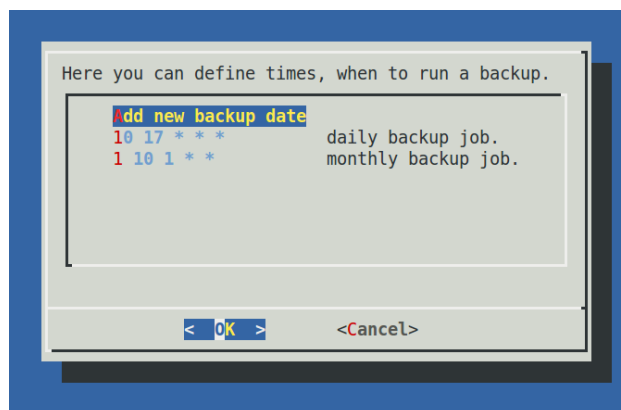 Here you can define times, when to run a backup.
Add new backup date
10 17 * * * daily backup job.
1 10 1 * * monthly backup job.
< OK > <Cancel>